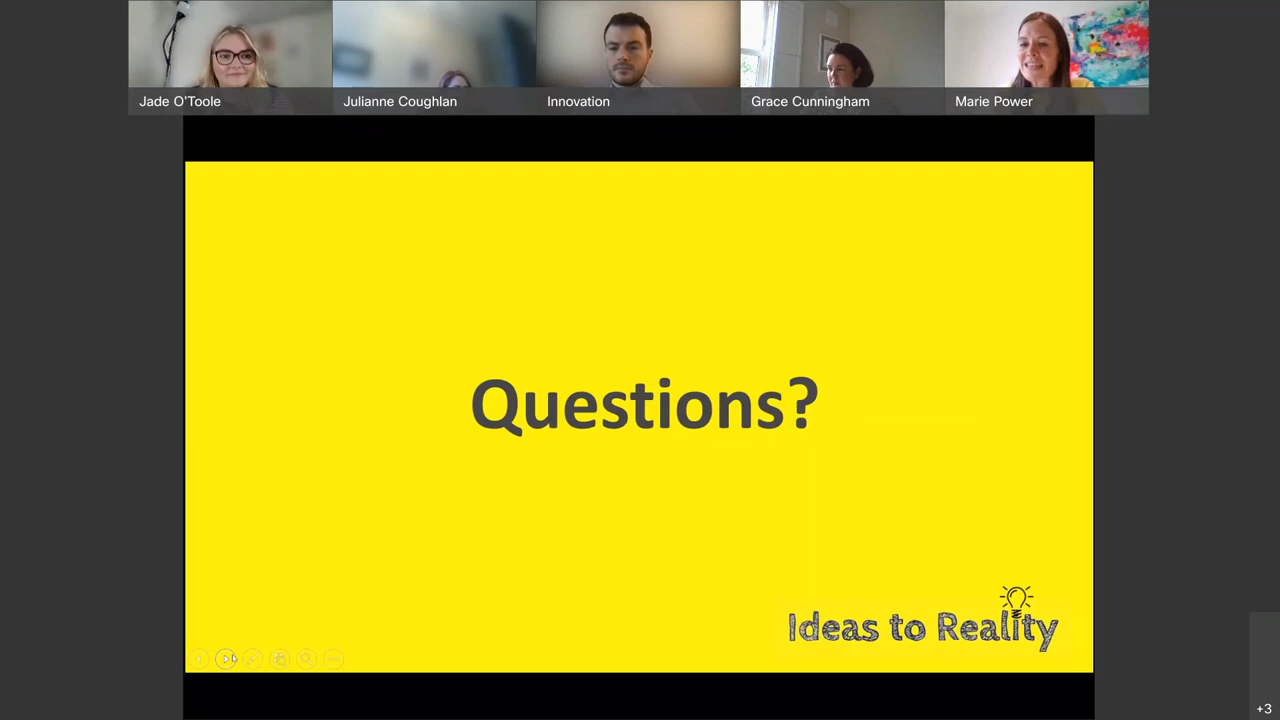 Jade O'Toole
Julianne Coughlan
Innovation
Grace Cunningham
Marie Power
Questions?
Ideas to Reality
+3